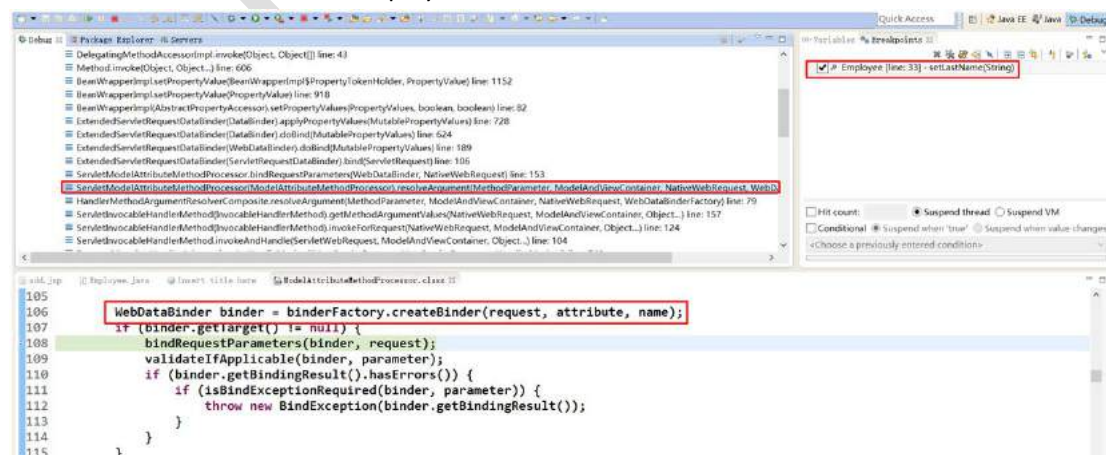 Quick Access
Java EE
Java
Debug
Debug
Package Explorer
Servers
DelegatingMethodAccessorImpl.invoke(Object, Object[]) line: 43
Method.invoke(Object, Object...) line: 606
BeanWrapperImpl.setPropertyValue(BeanWrapperImpl$PropertyTokenHolder, PropertyValue) line: 1152
BeanWrapperImpl.setPropertyValue(PropertyValue) line: 918
BeanWrapperImpl(AbstractPropertyAccessor).setPropertyValues(PropertyValues, boolean, boolean) line: 82
ExtendedServletRequestDataBinder(DataBinder).applyPropertyValues(MutablePropertyValues) line: 728
ExtendedServletRequestDataBinder(DataBinder).doBind(MutablePropertyValues) line: 624
ExtendedServletRequestDataBinder(WebDataBinder).doBind(MutablePropertyValues) line: 189
ExtendedServletRequestDataBinder(ServletRequestDataBinder).bind(ServletRequest) line: 106
ServletModelAttributeMethodProcessor.bindRequestParameters(WebDataBinder, NativeWebRequest) line: 153
ServletModelAttributeMethodProcessor(ModelAttributeMethodProcessor).resolveArgument(MethodParameter, ModelAndViewContainer, NativeWebRequest, WebD
HandlerMethodArgumentResolverComposite.resolveArgument(MethodParameter, ModelAndViewContainer, NativeWebRequest, WebDataBinderFactory) line: 79
ServletInvocableHandlerMethod(InvocableHandlerMethod).getMethodArgumentValues(NativeWebRequest, ModelAndViewContainer, Object...) line: 157
ServletInvocableHandlerMethod(InvocableHandlerMethod).invokeForRequest(NativeWebRequest, ModelAndViewContainer, Object...) line: 124
ServletInvocableHandlerMethod.invokeAndHandle(ServletWebRequest, ModelAndViewContainer, Object...) line: 104
Variables
Breakpoints
Employee [line: 33] - setLastName(String)
Hit count:
Suspend thread
Suspend VM
Conditional
Suspend when 'true'
Suspend when value changes
<Choose a previously entered condition>
add.jsp
Employee.java
Insert title here
ModelAttributeMethodProcessor.class
105
106 WebDataBinder binder = binderFactory.createBinder(request, attribute, name);
107 if (binder.getTarget() != null) {
108 bindRequestParameters(binder, request);
109 validateIfApplicable(binder, parameter);
110 if (binder.getBindingResult().hasErrors()) {
111 if (isBindExceptionRequired(binder, parameter)) {
112 throw new BindException(binder.getBindingResult());
113 }
114 }
115 }